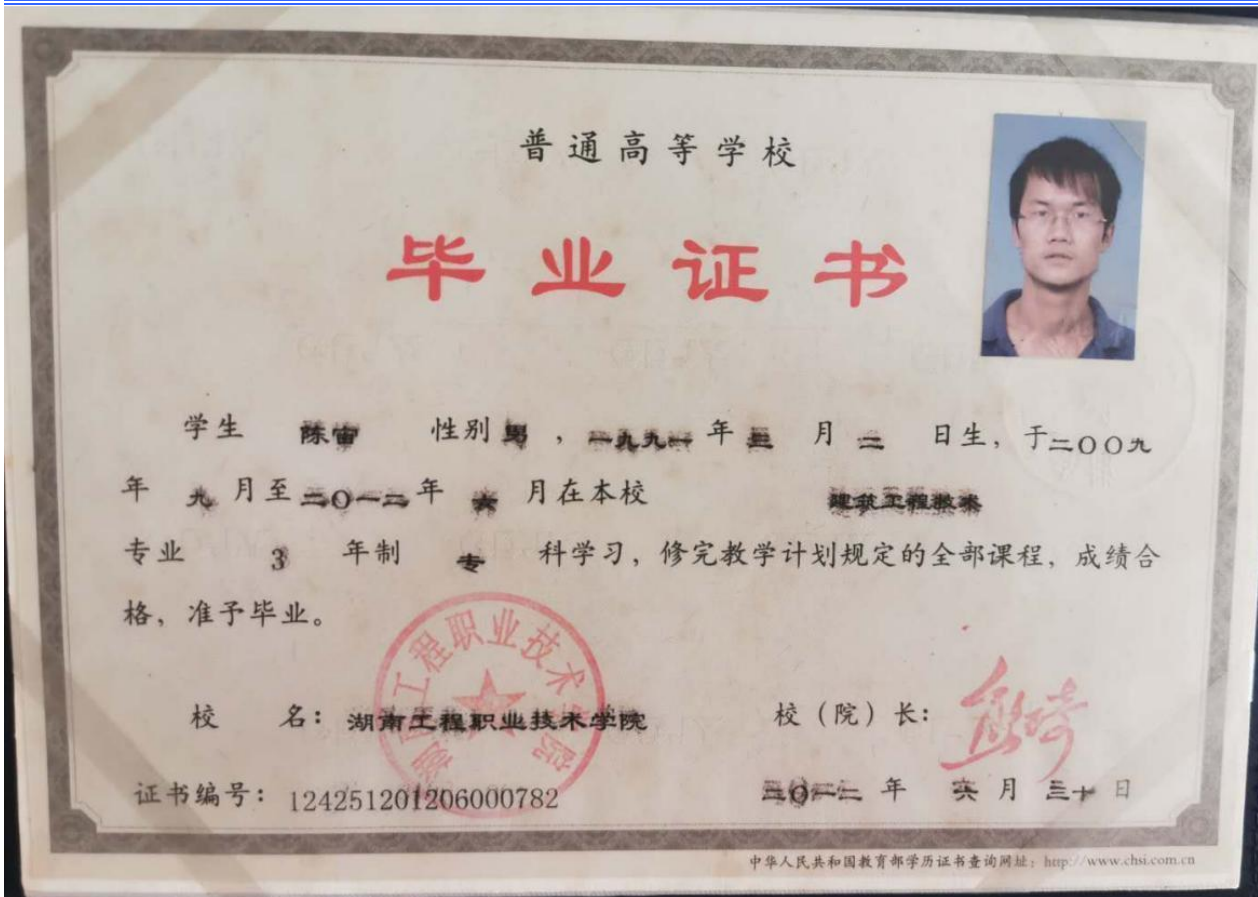 普通高等学校
毕业证书
学生 陈宙 性别 男 ，一九九一 年 三 月 二 日生，于二〇〇九
年 九 月至 二〇一二 年 六 月在本校 建筑工程技术
专业 3 年制 专 科学习，修完教学计划规定的全部课程，成绩合
格，准予毕业。
湖南工程职业技术学院
校 名：湖南工程职业技术学院 校（院）长：
证书编号：124251201206000782 二〇一二 年 六 月 三十 日
中华人民共和国教育部学历证书查询网址：http://www.chsi.com.cn